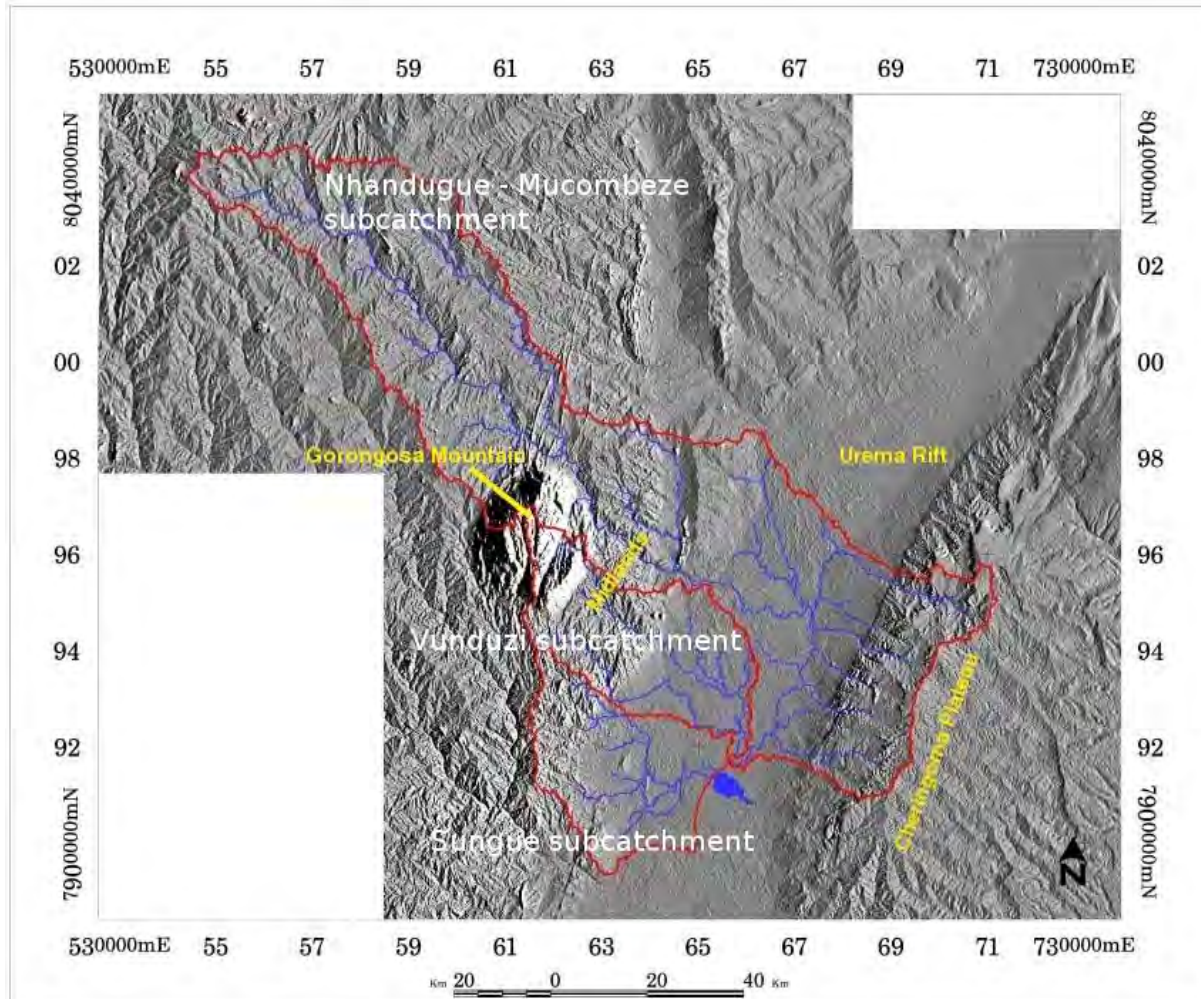 530000mE 55 57 59 61 63 65 67 69 71 730000mE
8040000mN
8040000mN
Nhandugue - Mucombeze
subcatchment
02 02
00 00
Gorongosa Mountain
Urema Rift
98 98
96 96
Midlands
Vunduzi subcatchment
94 94
Cheringoma Plateau
92 92
7900000mN
7900000mN
Sungue subcatchment
N
530000mE 55 57 59 61 63 65 67 69 71 730000mE
Km 20 0 20 40 Km